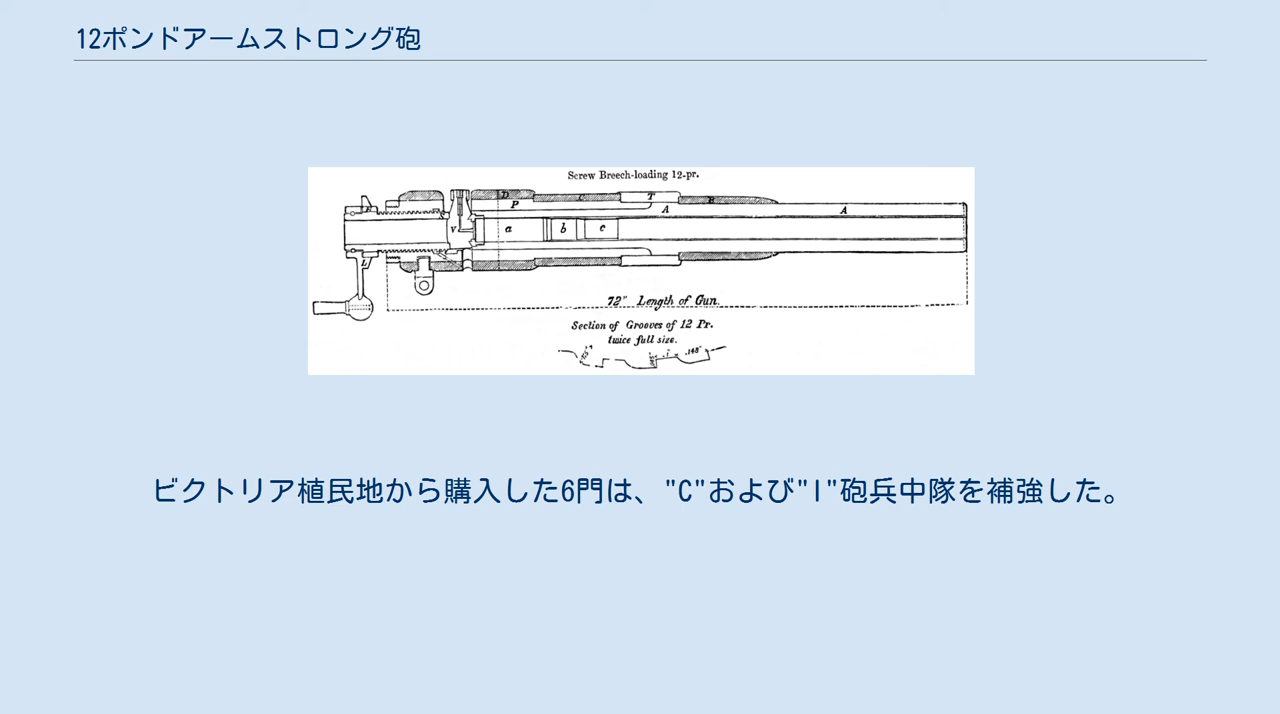 12ポンドアームストロング砲
Screw Breech-loading 12-pr.
D
P
T
B
A
A
V
a
b
c
L
72" Length of Gun.
Section of Grooves of 12 Pr.
twice full size.
.148"
ビクトリア植民地から購入した6門は、"C"および"I"砲兵中隊を補強した。